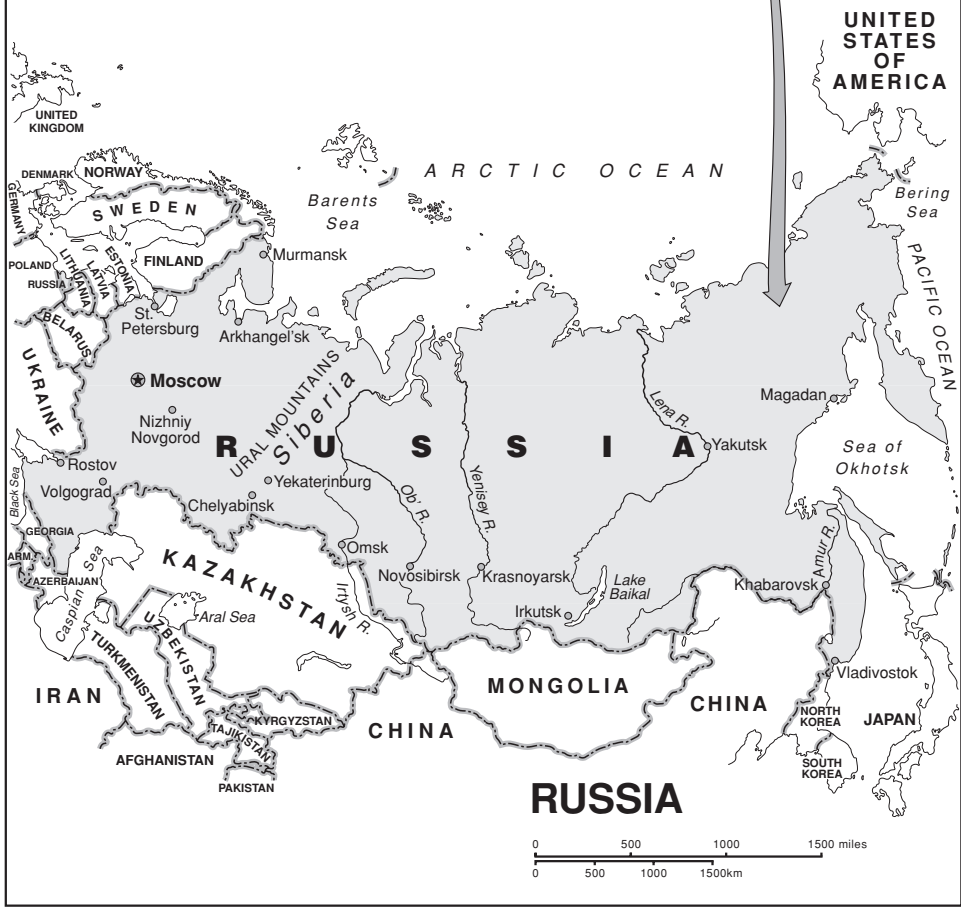 UNITED
STATES
OF
AMERICA
UNITED
KINGDOM
ARCTIC OCEAN
DENMARK
NORWAY
GERMANY
SWEDEN
Barents
Sea
Bering
Sea
PACIFIC OCEAN
POLAND
RUSSIA
LITHUANIA
LATVIA
ESTONIA
FINLAND
Murmansk
St.
Petersburg
Arkhangel'sk
BELARUS
UKRAINE
Moscow
Nizhniy
Novgorod
URAL MOUNTAINS
Siberia
RUSSIA
Lena R.
Yakutsk
Magadan
Sea of
Okhotsk
Black Sea
Rostov
Volgograd
Yekaterinburg
Chelyabinsk
Ob' R.
Yenisey R.
GEORGIA
ARM.
AZERBAIJAN
Caspian Sea
KAZAKHSTAN
Omsk
Irtysh R.
Novosibirsk
Krasnoyarsk
Irkutsk
Lake
Baikal
Khabarovsk
Amur R.
Aral Sea
UZBEKISTAN
TURKMENISTAN
IRAN
MONGOLIA
CHINA
CHINA
Vladivostok
NORTH
KOREA
JAPAN
SOUTH
KOREA
KYRGYZSTAN
TAJIKISTAN
AFGHANISTAN
PAKISTAN
RUSSIA
0 500 1000 1500 miles
0 500 1000 1500km